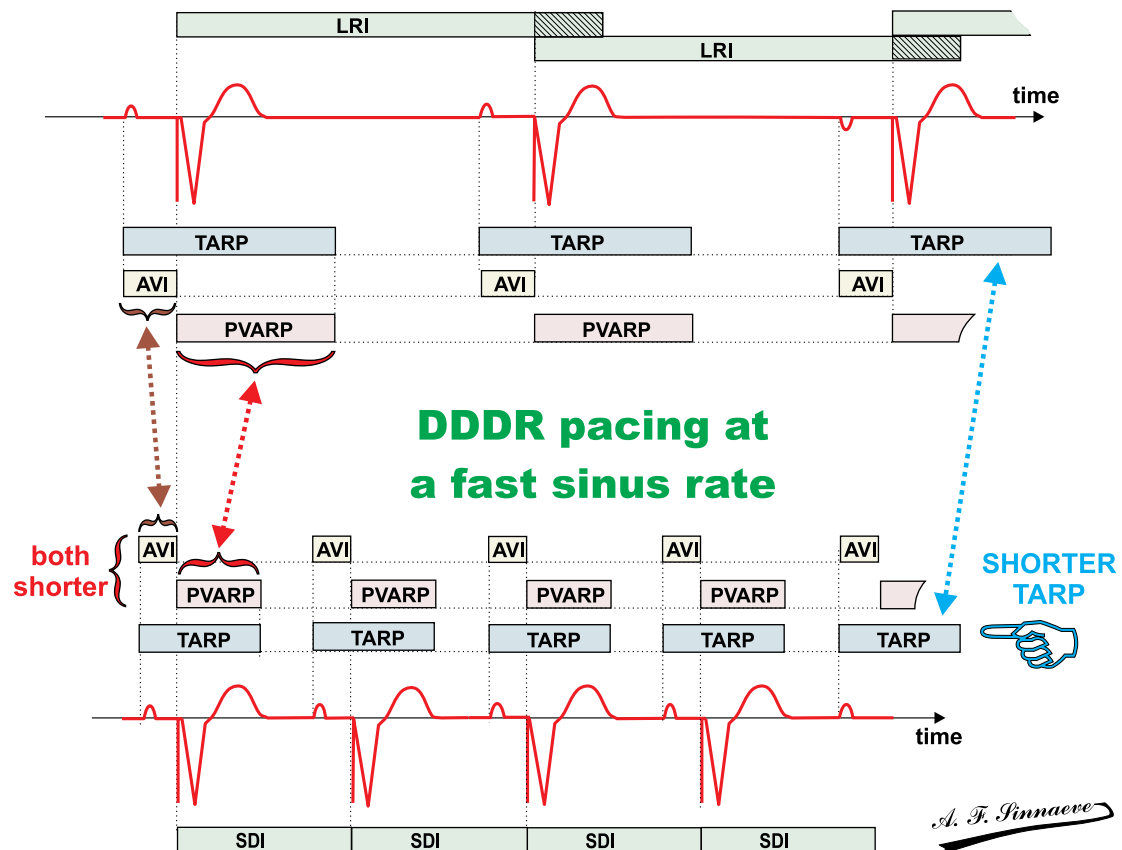 LRI
LRI
time
TARP TARP TARP
AVI AVI AVI
PVARP PVARP
DDDR pacing at
a fast sinus rate
both
shorter
AVI AVI AVI AVI AVI
PVARP PVARP PVARP PVARP
SHORTER
TARP
TARP TARP TARP TARP TARP
time
A. F. Sinnaeve
SDI SDI SDI SDI